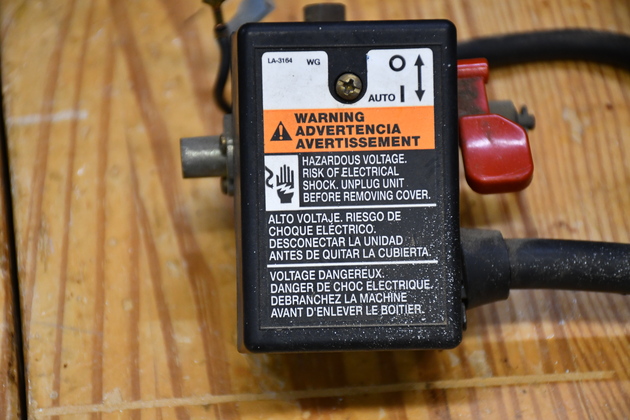 LA-3164 WG O
AUTO I
WARNING
ADVERTENCIA
AVERTISSEMENT
HAZARDOUS VOLTAGE.
RISK OF ELECTRICAL
SHOCK. UNPLUG UNIT
BEFORE REMOVING COVER.
ALTO VOLTAJE. RIESGO DE
CHOQUE ELÉCTRICO.
DESCONECTAR LA UNIDAD
ANTES DE QUITAR LA CUBIERTA.
VOLTAGE DANGEREUX.
DANGER DE CHOC ELECTRIQUE.
DEBRANCHEZ LA MACHINE
AVANT D'ENLEVER LE BOITIER.